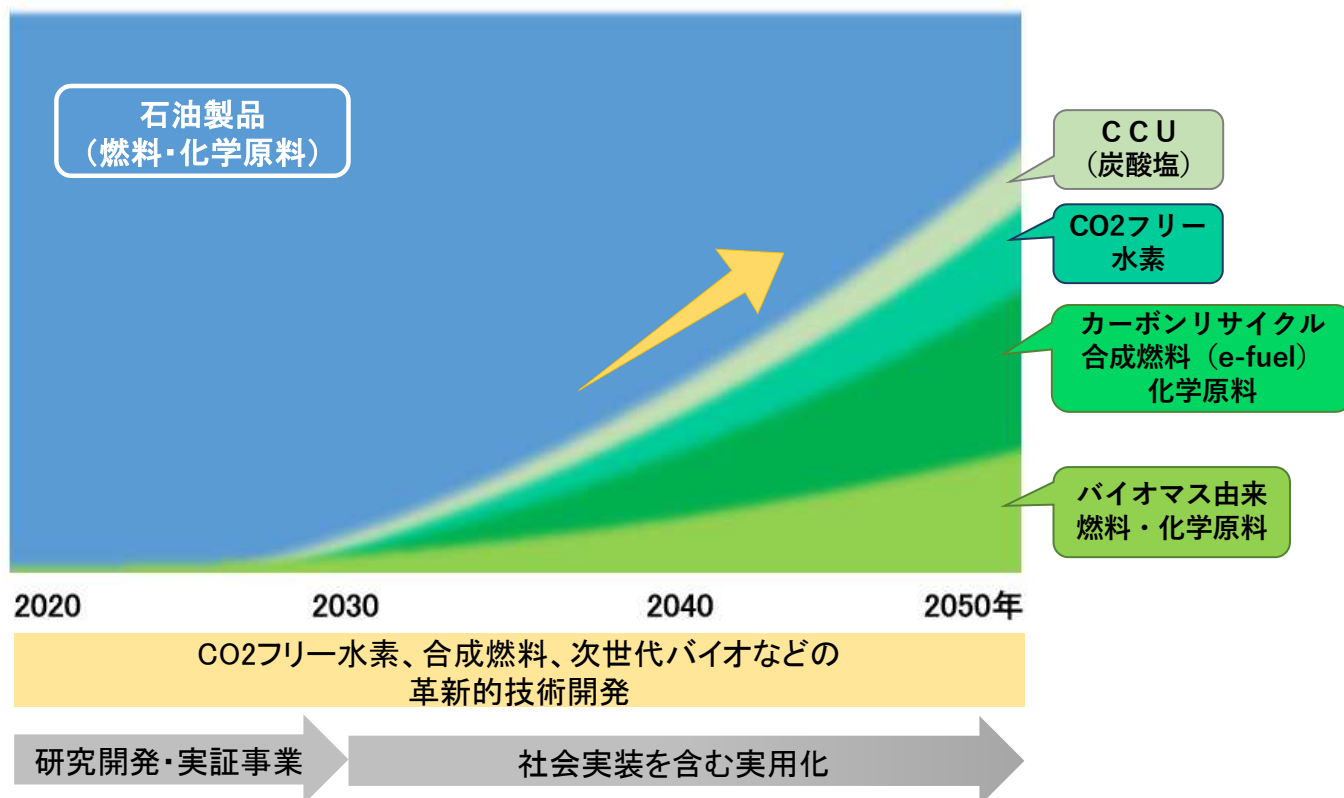 石油製品
（燃料・化学原料）
ＣＣＵ
（炭酸塩）
CO2フリー
水素
カーボンリサイクル
合成燃料（e-fuel）
化学原料
バイオマス由来
燃料・化学原料
2020
2030
2040
2050年
CO2フリー水素、合成燃料、次世代バイオなどの
革新的技術開発
研究開発・実証事業
社会実装を含む実用化